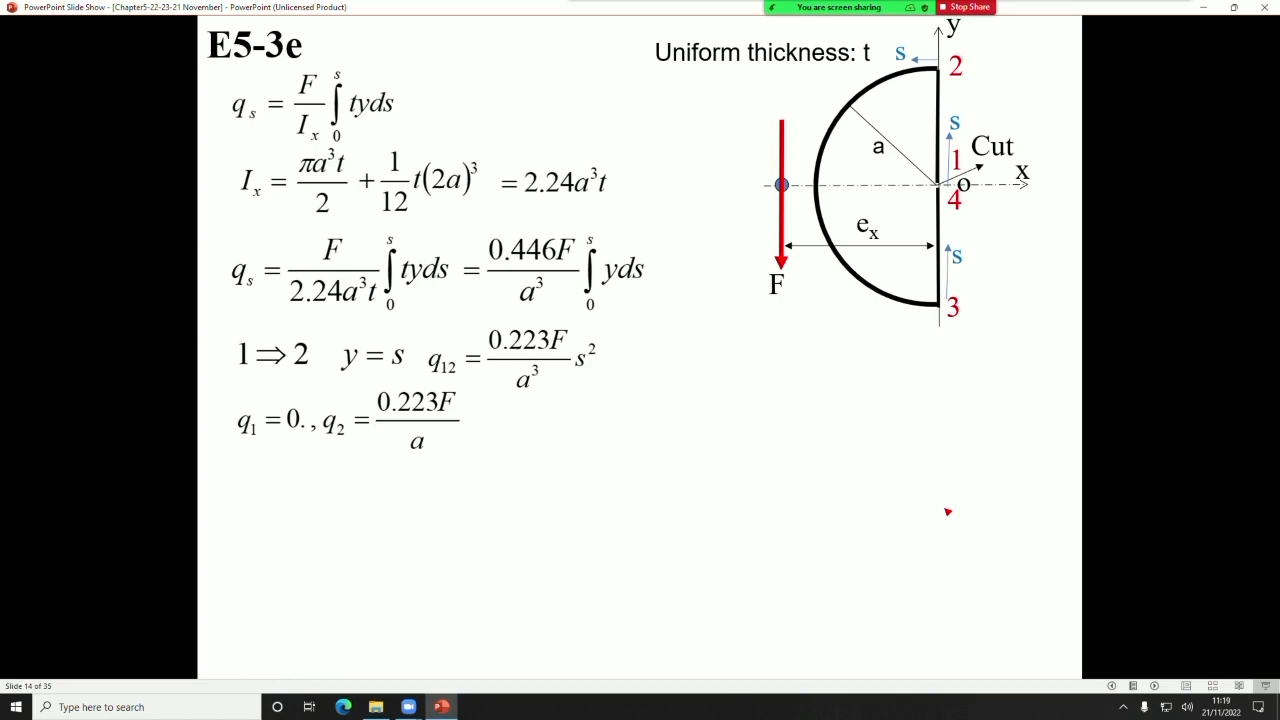 PowerPoint Slide Show - [Chapter5-22-23-21 November] - PowerPoint (Unlicensed Product)
You are screen sharing
Stop Share
E5-3e
Uniform thickness: t
q_s = F/I_x ∫_0^s tyds
I_x = πa³t/2 + 1/12 t(2a)³ = 2.24a³t
q_s = F/(2.24a³t) ∫_0^s tyds = 0.446F/a³ ∫_0^s yds
1 ⇒ 2 y = s q_12 = 0.223F/a³ s²
q_1 = 0. , q_2 = 0.223F/a
y
s
2
s
a
1
Cut
o
x
4
e_x
s
F
3
Slide 14 of 35
Type here to search
11:19
21/11/2022